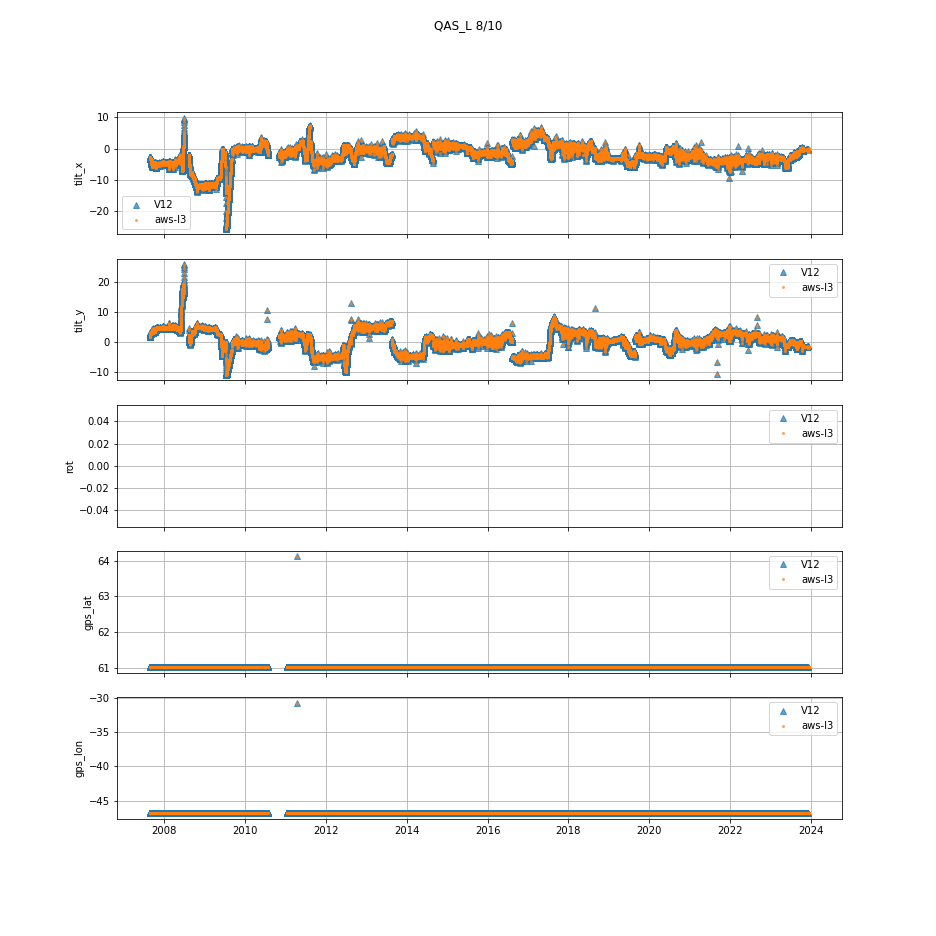 QAS_L 8/10
10
0
−10
−20
tilt_x
V12
aws-l3
20
10
0
−10
tilt_y
V12
aws-l3
0.04
0.02
0.00
−0.02
−0.04
rot
V12
aws-l3
64
63
62
61
gps_lat
V12
aws-l3
−30
−35
−40
−45
gps_lon
V12
aws-l3
2008 2010 2012 2014 2016 2018 2020 2022 2024